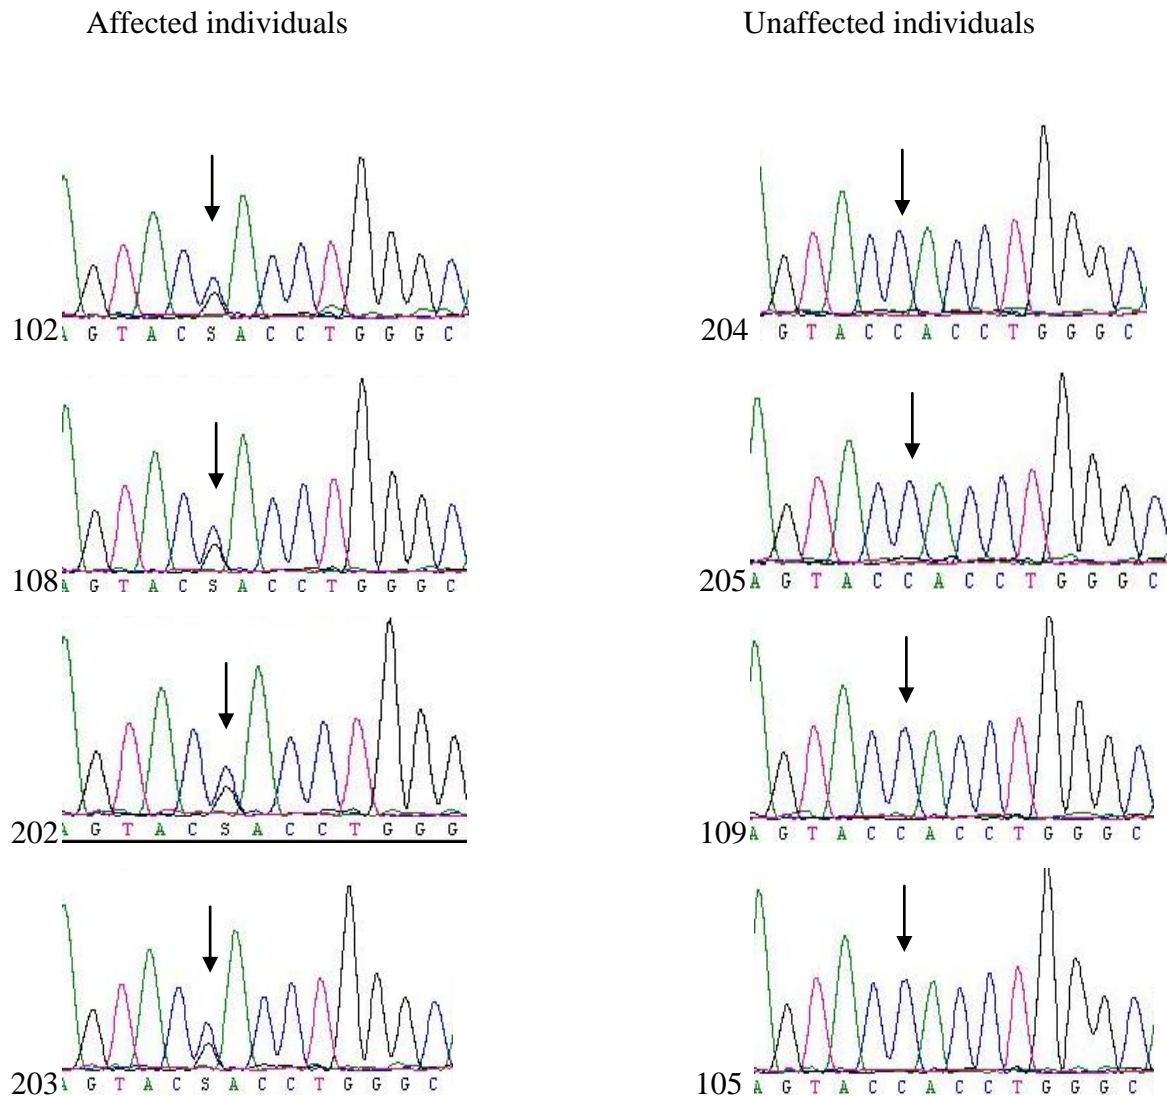 Affected individuals
Unaffected individuals
102 A G T A C S A C C T G G G C
204 G T A C C A C C T G G G C
108 A G T A C S A C C T G G G C
205 A G T A C C A C C T G G G C
202 A G T A C S A C C T G G G
109 A G T A C C A C C T G G G C
203 A G T A C S A C C T G G G C
105 A G T A C C A C C T G G G C